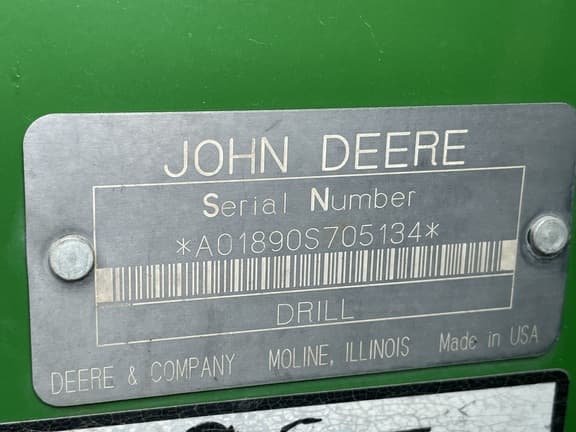 JOHN DEERE
Serial Number
*A01890S705134*
DRILL
DEERE & COMPANY MOLINE, ILLINOIS Made in USA